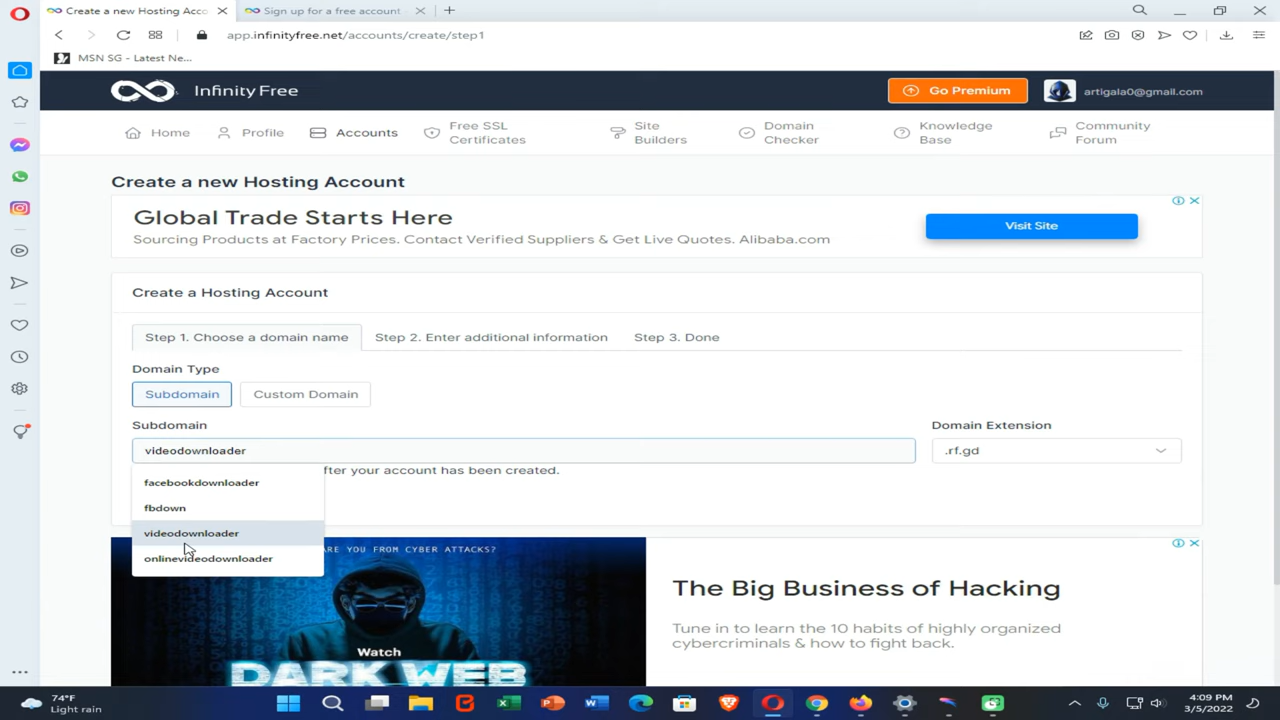 Create a new Hosting Acco
Sign up for a free account
app.infinityfree.net/accounts/create/step1
MSN SG - Latest Ne...
Infinity Free
Go Premium
artigala0@gmail.com
Home
Profile
Accounts
Free SSL
Certificates
Site
Builders
Domain
Checker
Knowledge
Base
Community
Forum
Create a new Hosting Account
Global Trade Starts Here
Sourcing Products at Factory Prices. Contact Verified Suppliers & Get Live Quotes. Alibaba.com
Visit Site
Create a Hosting Account
Step 1. Choose a domain name
Step 2. Enter additional information
Step 3. Done
Domain Type
Subdomain
Custom Domain
Subdomain
Domain Extension
videodownloader
.rf.gd
fter your account has been created.
facebookdownloader
fbdown
videodownloader
onlinevideodownloader
ARE YOU FROM CYBER ATTACKS?
Watch
DARK WEB
The Big Business of Hacking
Tune in to learn the 10 habits of highly organized
cybercriminals & how to fight back.
74°F
Light rain
4:09 PM
3/5/2022